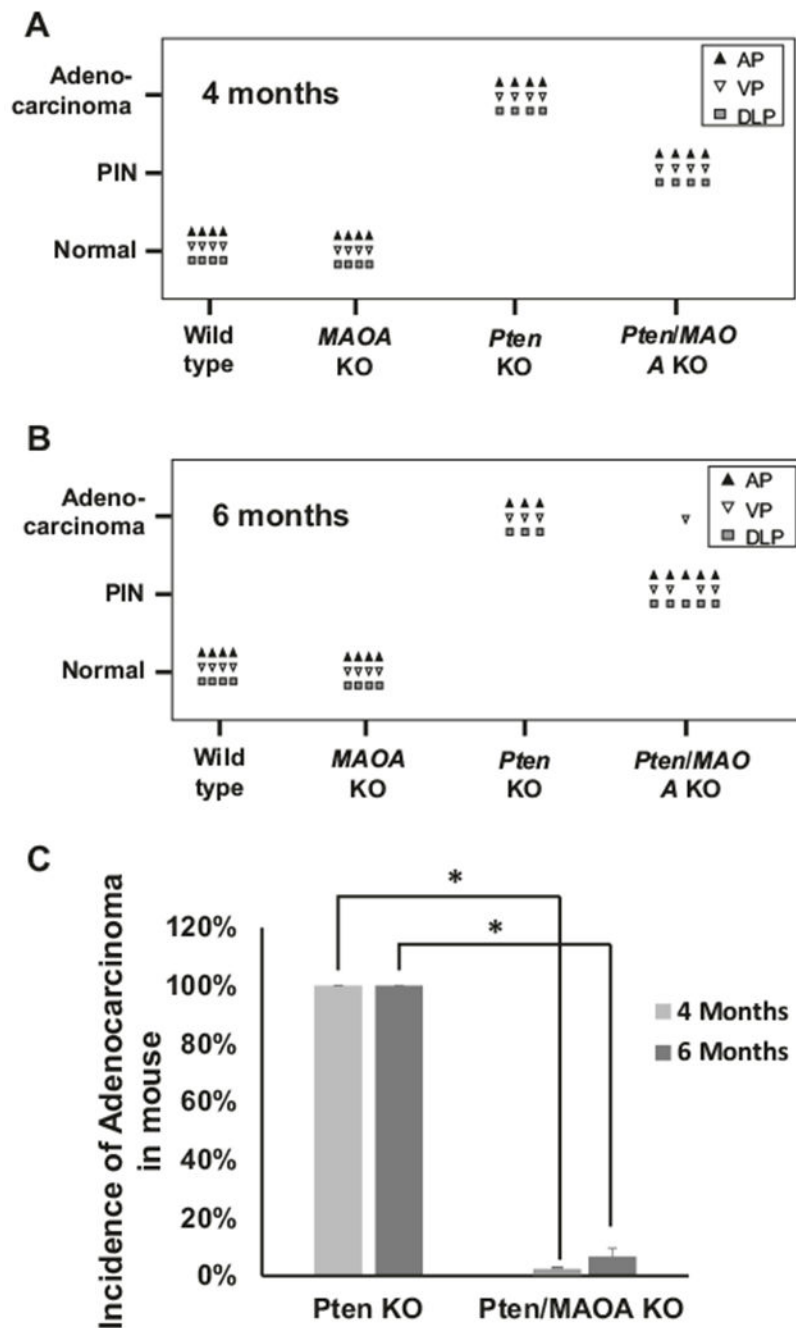 A
Adeno-
carcinoma
PIN
Normal
4 months
AP
VP
DLP
Wild
type
MAOA
KO
Pten
KO
Pten/MAO
A KO
B
Adeno-
carcinoma
PIN
Normal
6 months
AP
VP
DLP
Wild
type
MAOA
KO
Pten
KO
Pten/MAO
A KO
C
Incidence of Adenocarcinoma
in mouse
120%
100%
80%
60%
40%
20%
0%
*
*
4 Months
6 Months
Pten KO
Pten/MAOA KO